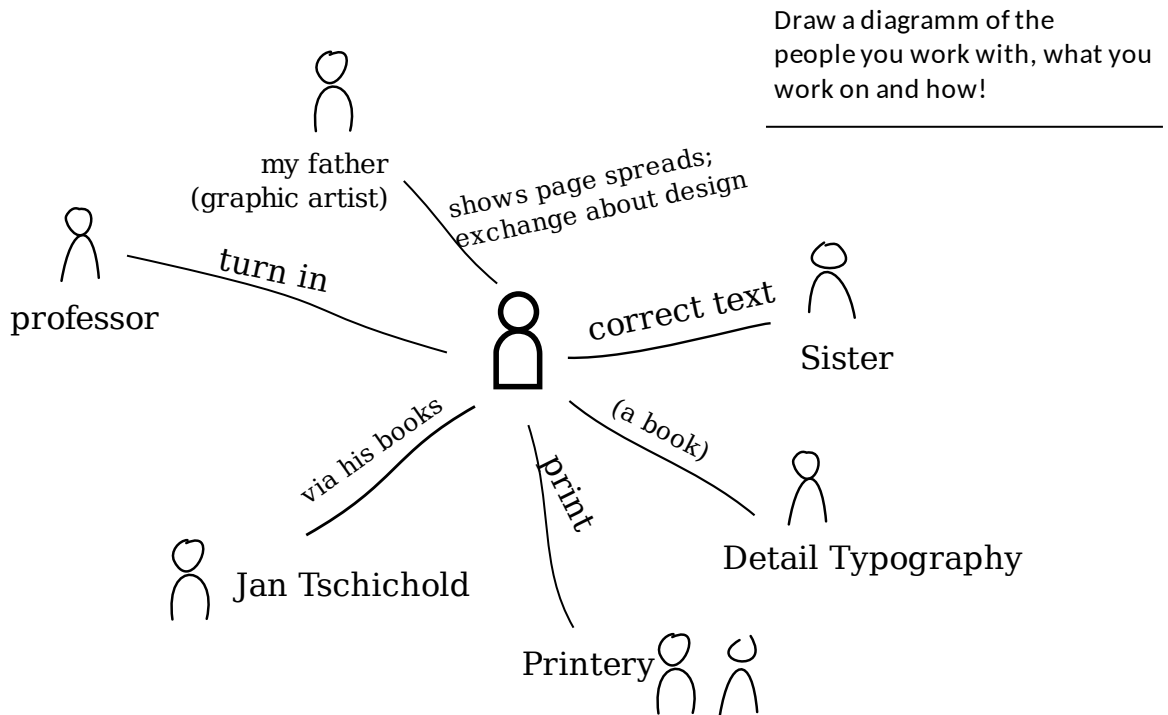 Draw a diagramm of the
people you work with, what you
work on and how!
my father
(graphic artist)
shows page spreads;
exchange about design
turn in
professor
correct text
Sister
via his books
(a book)
print
Jan Tschichold
Detail Typography
Printery